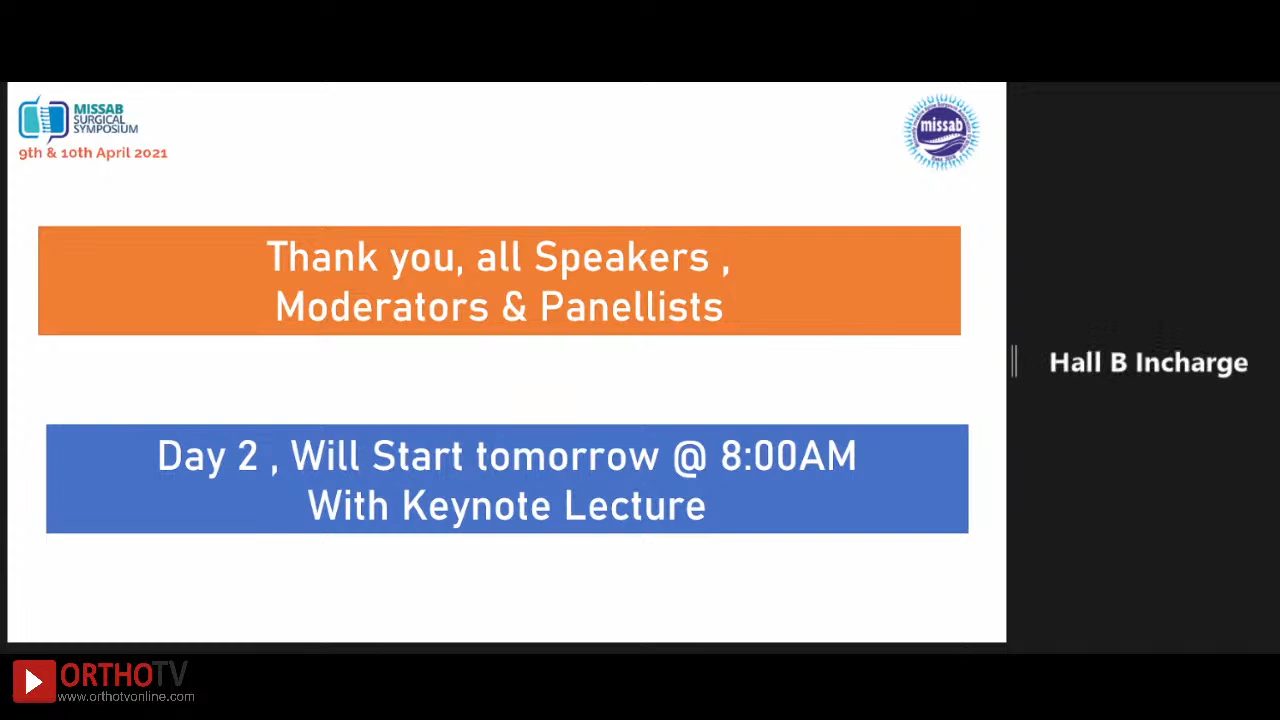 MISSAB
SURGICAL
SYMPOSIUM
9th & 10th April 2021
missab
Thank you, all Speakers ,
Moderators & Panellists
Day 2 , Will Start tomorrow @ 8:00AM
With Keynote Lecture
Hall B Incharge
ORTHOTV
www.orthotvonline.com